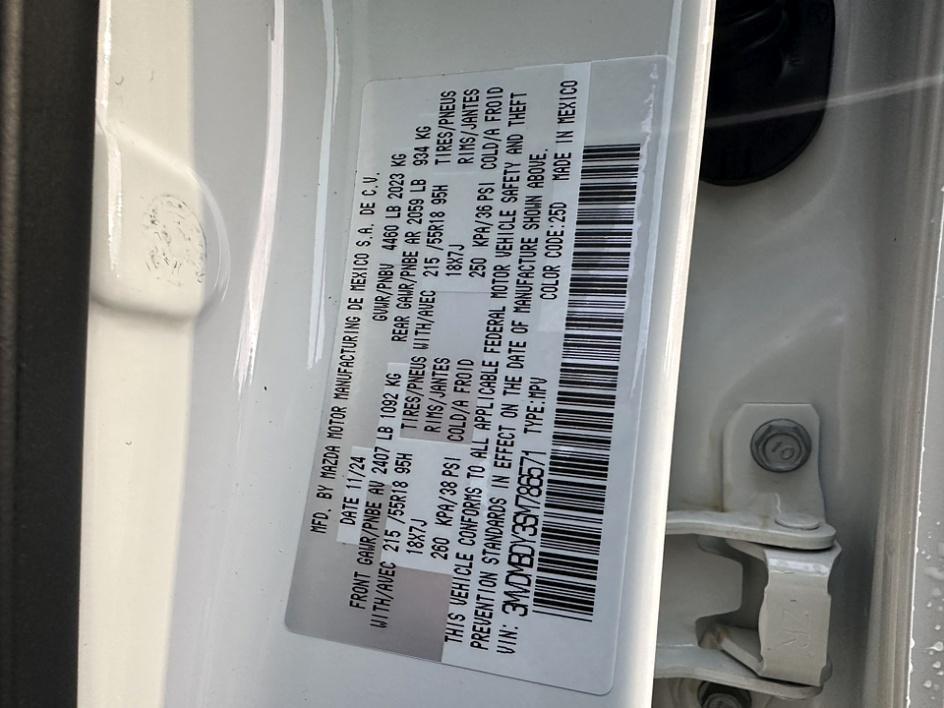 MFD. BY MAZDA MOTOR MANUFACTURING DE MEXICO S.A. DE C.V.
DATE 11/24 GVWR/PNBV 4460 LB 2023 KG
FRONT GAWR/PNBE AV 2407 LB 1092 KG REAR GAWR/PNBE AR 2059 LB 934 KG
WITH/AVEC 215 /55R18 95H TIRES/PNEUS WITH/AVEC 215 /55R18 95H TIRES/PNEUS
18X7J RIMS/JANTES 18X7J RIMS/JANTES
260 KPA/38 PSI COLD/A FROID 250 KPA/36 PSI COLD/A FROID
THIS VEHICLE CONFORMS TO ALL APPLICABLE FEDERAL MOTOR VEHICLE SAFETY AND THEFT
PREVENTION STANDARDS IN EFFECT ON THE DATE OF MANUFACTURE SHOWN ABOVE.
VIN: 3MVDMBDY3SM786571 TYPE:MPV COLOR CODE:25D MADE IN MEXICO
10